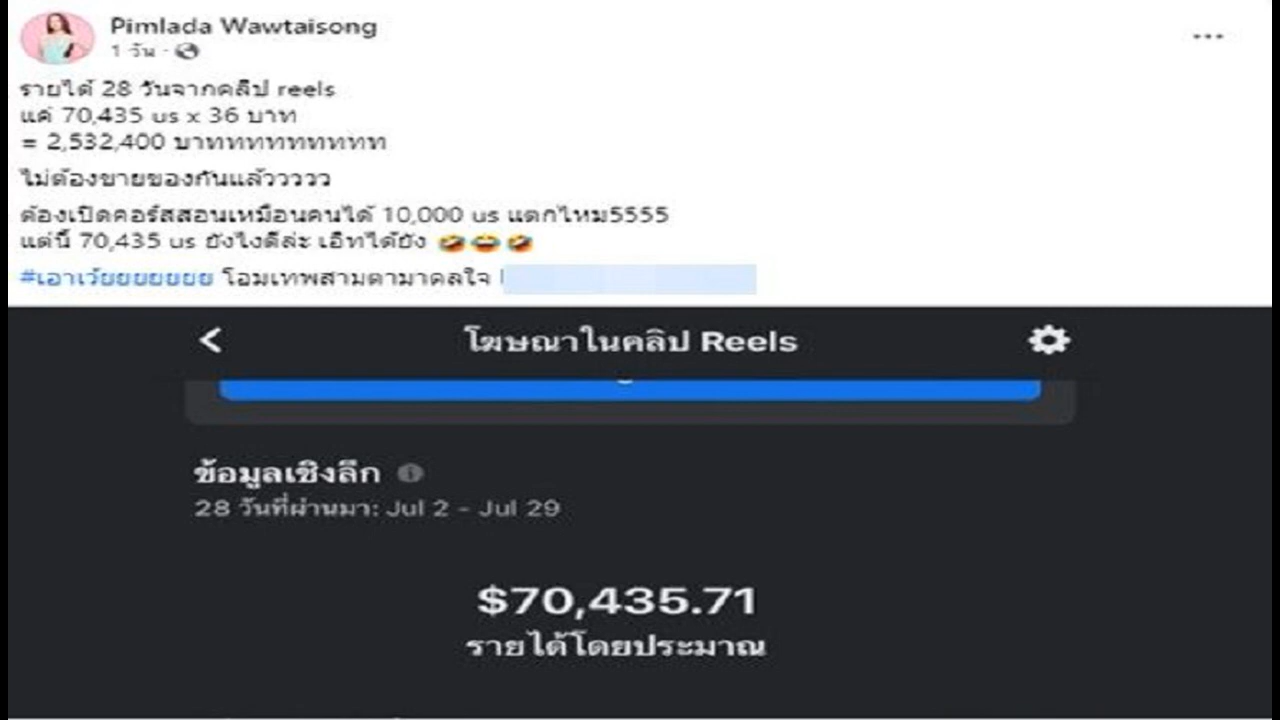 Pimlada Wawtaisong
1 วัน ·
รายได้ 28 วันจากคลิป reels
แค่ 70,435 us x 36 บาท
= 2,532,400 บาททททททททท
ไม่ต้องขายของกันแล้ววววว
ต้องเปิดคอร์สสอนเหมือนคนได้ 10,000 us แตกไหม5555
แต่นี้ 70,435 us ยังไงดีล่ะ เอ๊ทได้ยัง 🤣😂🤣
#เอาเว้ยยยยยยย โอมเทพสามตามาดลใจ
โฆษณาในคลิป Reels
ข้อมูลเชิงลึก
28 วันที่ผ่านมา: Jul 2 - Jul 29
$70,435.71
รายได้โดยประมาณ